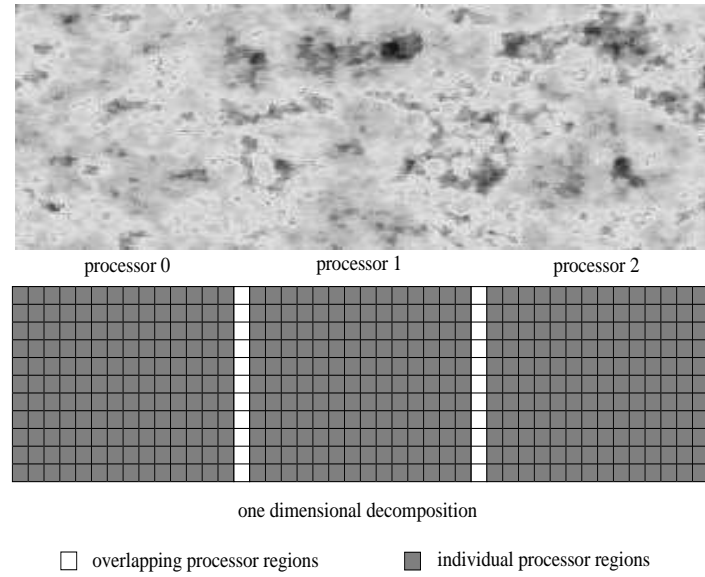 processor 0 processor 1 processor 2
one dimensional decomposition
overlapping processor regions individual processor regions